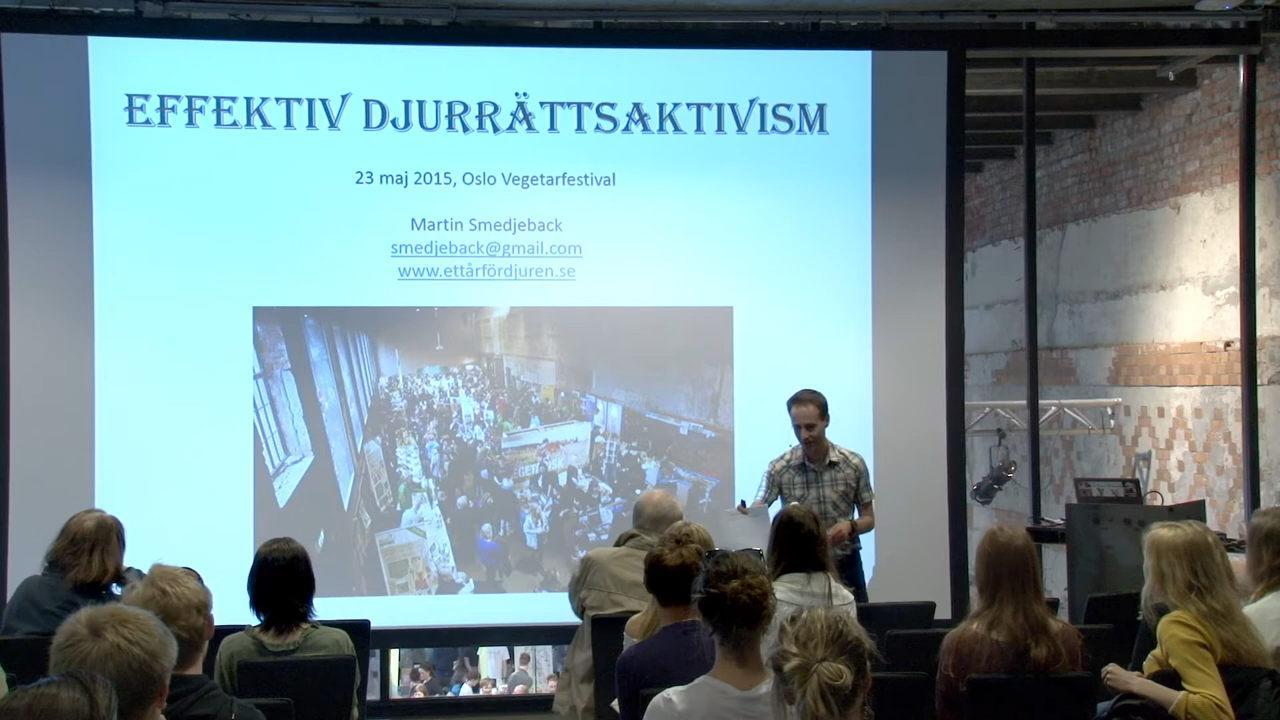 EFFEKTIV DJURRÄTTSAKTIVISM
23 maj 2015, Oslo Vegetarfestival
Martin Smedjeback
smedjeback@gmail.com
www.ettårfördjuren.se